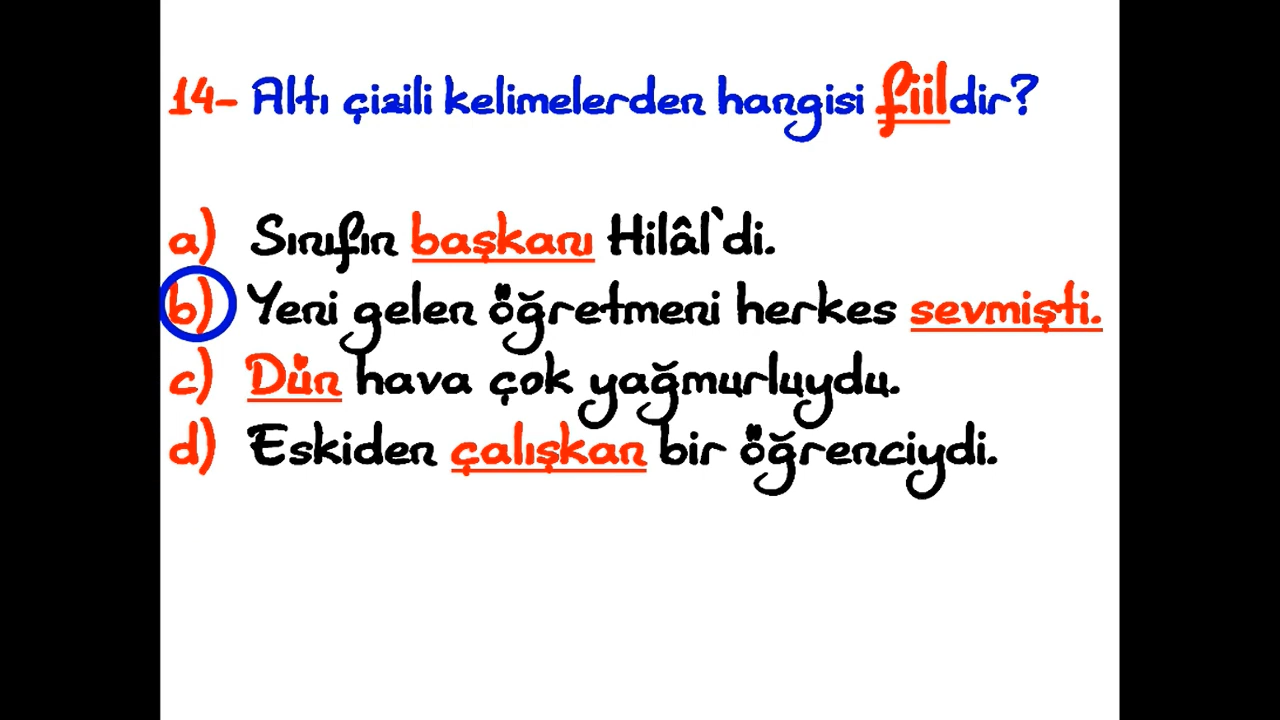 14- Altı çizili kelimelerden hangisi fiildir?
a) Sınıfın başkanı Hilâl`di.
b) Yeni gelen öğretmeni herkes sevmişti.
c) Dün hava çok yağmurluydu.
d) Eskiden çalışkan bir öğrenciydi.